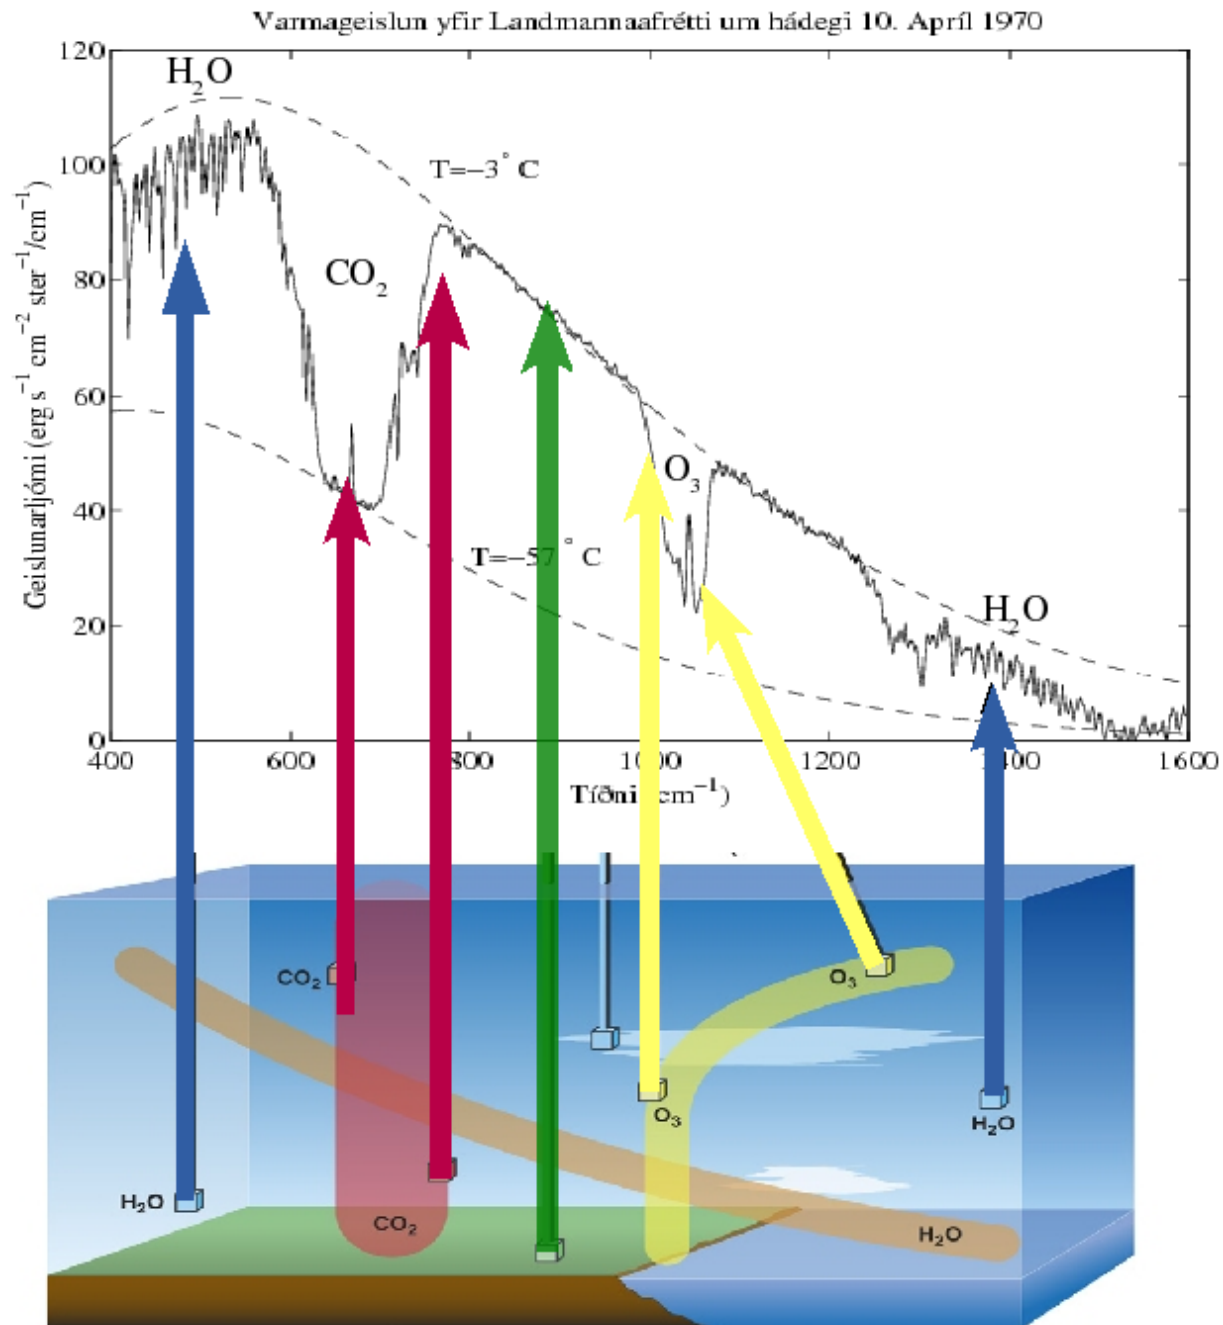 Varmageislun yfir Landmannaafrétti um hádegi 10. Apríl 1970
120
100
80
60
40
20
0
Geislunarljómi (erg s⁻¹ cm⁻² ster⁻¹/cm⁻¹)
H₂O
T=−3° C
CO₂
O₃
T=−57° C
H₂O
400
600
800
1000
1200
1400
1600
Tíðni (cm⁻¹)
CO₂
O₃
O₃
H₂O
H₂O
CO₂
H₂O